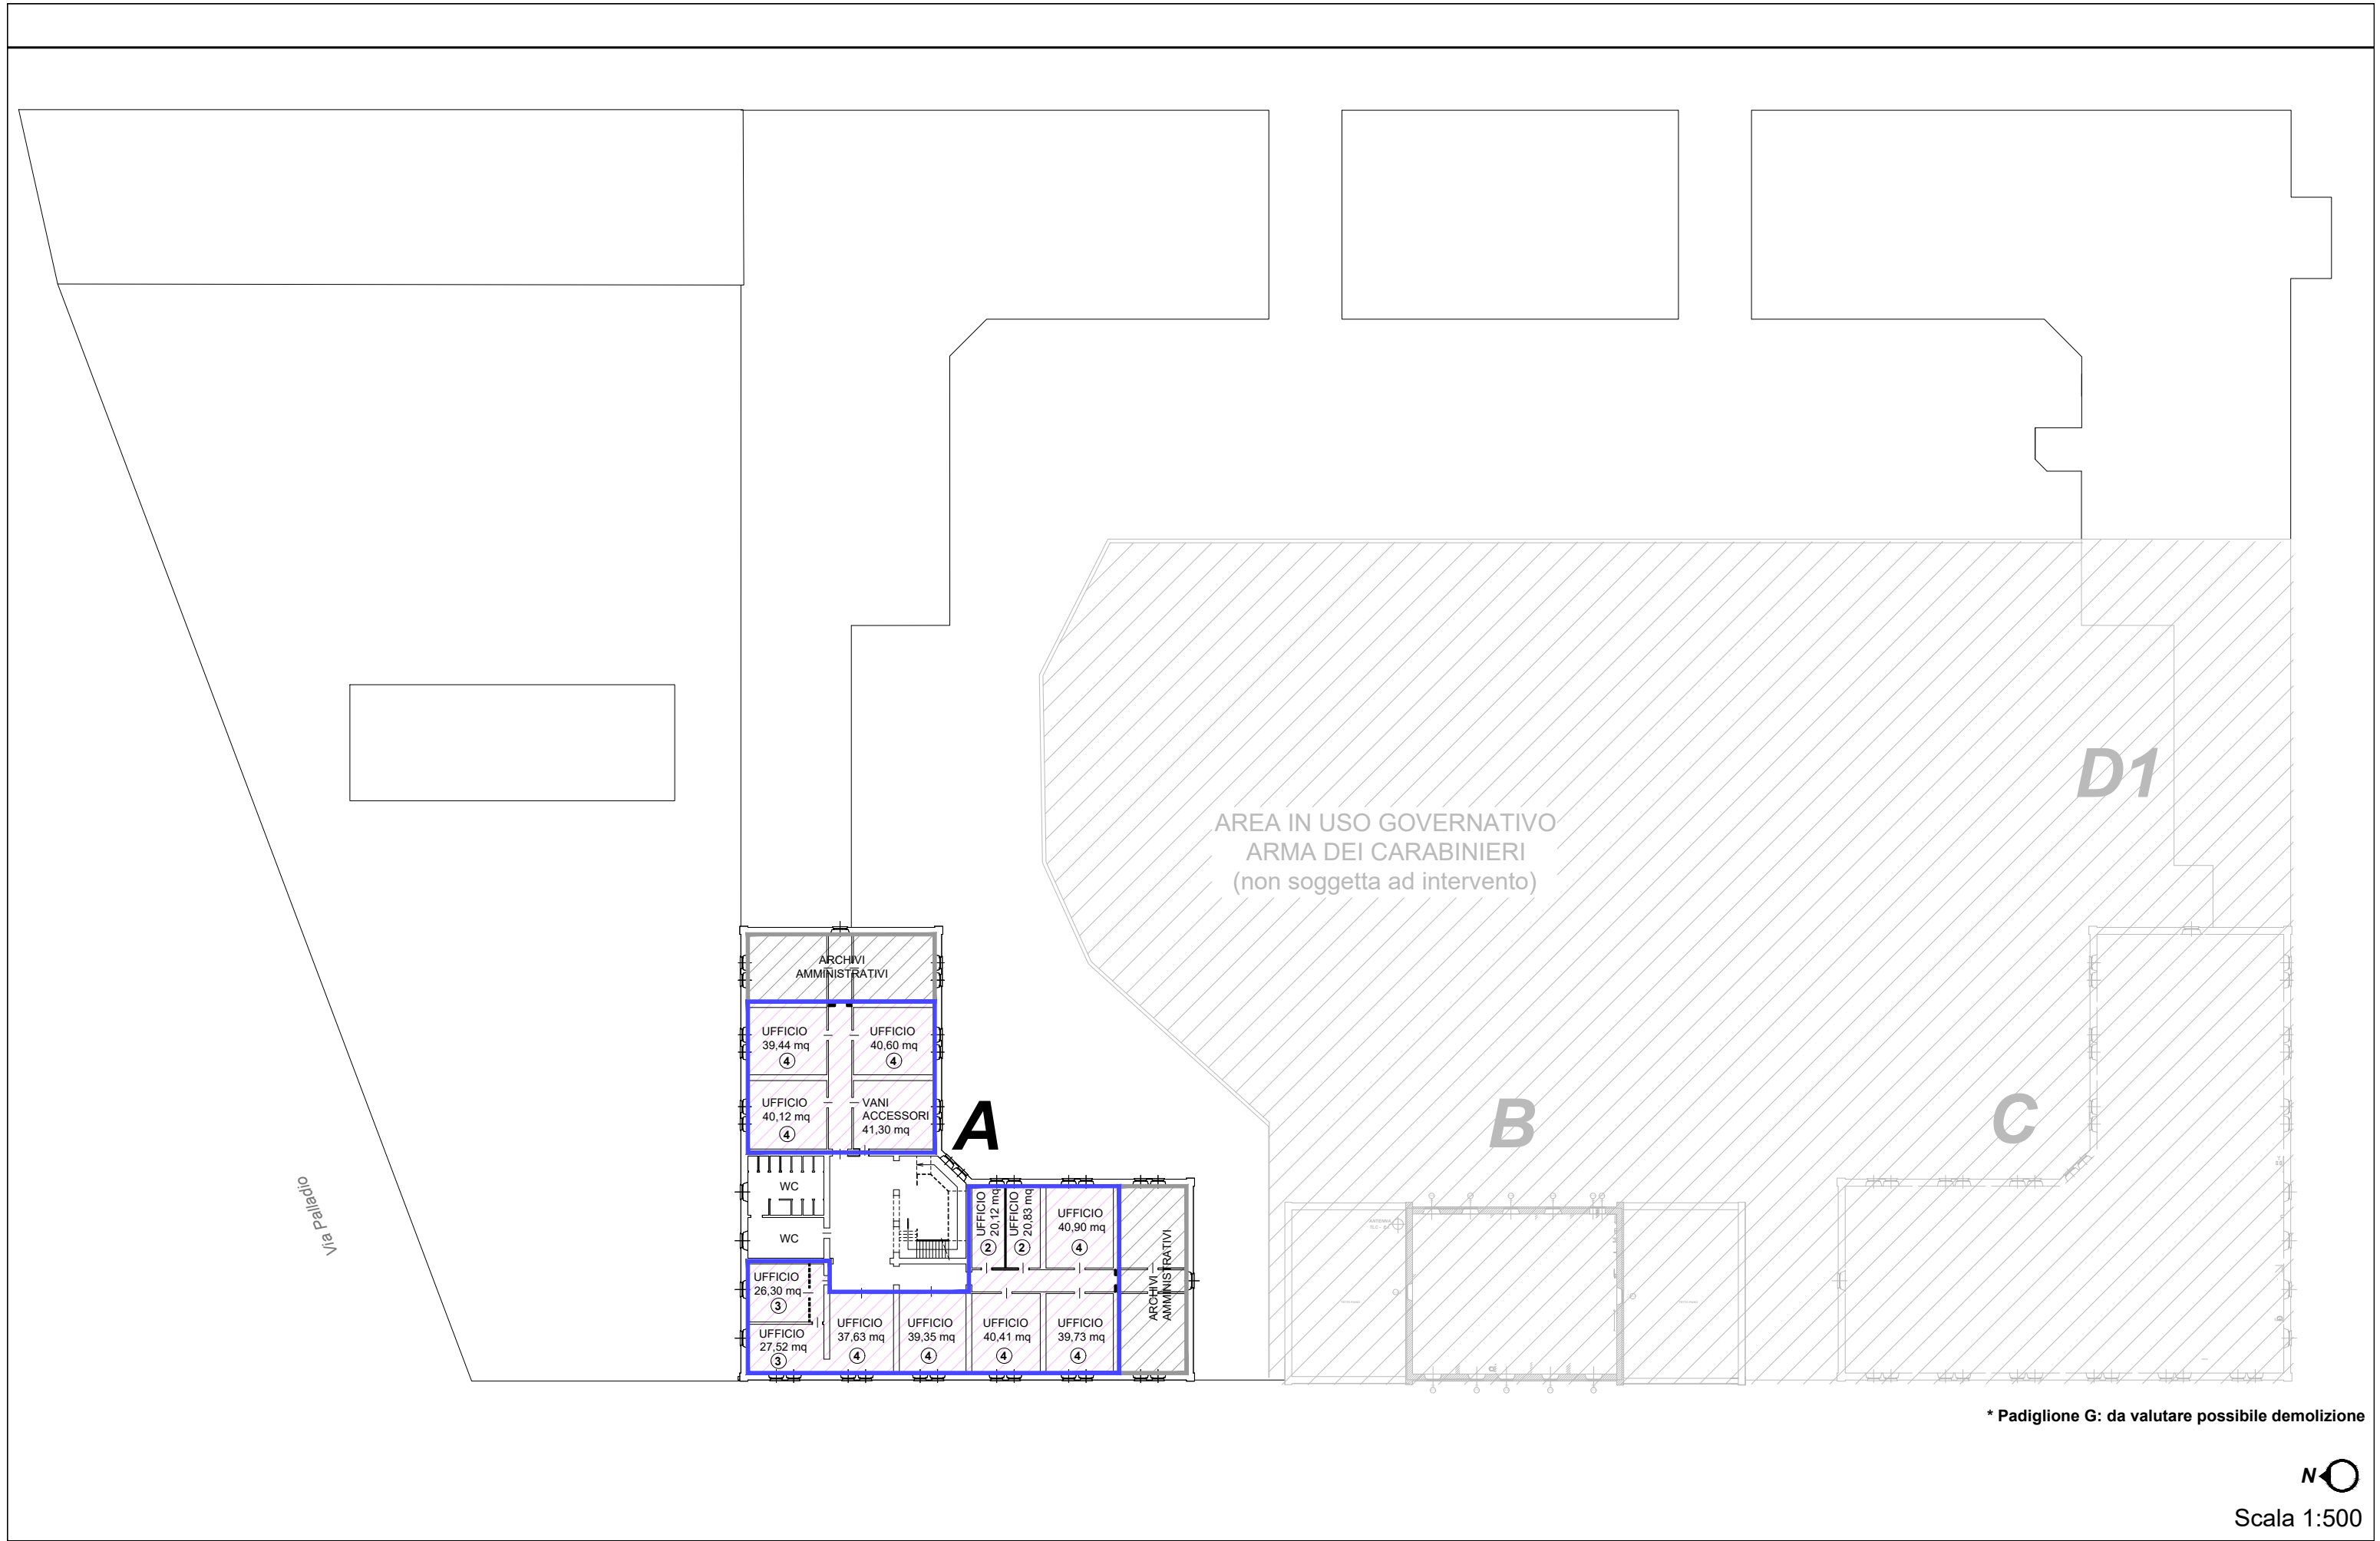 D1
AREA IN USO GOVERNATIVO
ARMA DEI CARABINIERI
(non soggetta ad intervento)
ARCHIVI
AMMINISTRATIVI
UFFICIO
39,44 mq
4
UFFICIO
40,60 mq
4
UFFICIO
40,12 mq
4
VANI
ACCESSORI
41,30 mq
A
B
C
WC
WC
Via Palladio
UFFICIO
20,12 mq
2
UFFICIO
20,83 mq
2
UFFICIO
40,90 mq
4
ARCHIVI
AMMINISTRATIVI
UFFICIO
26,30 mq
3
UFFICIO
27,52 mq
3
UFFICIO
37,63 mq
4
UFFICIO
39,35 mq
4
UFFICIO
40,41 mq
4
UFFICIO
39,73 mq
4
* Padiglione G: da valutare possibile demolizione
N
Scala 1:500